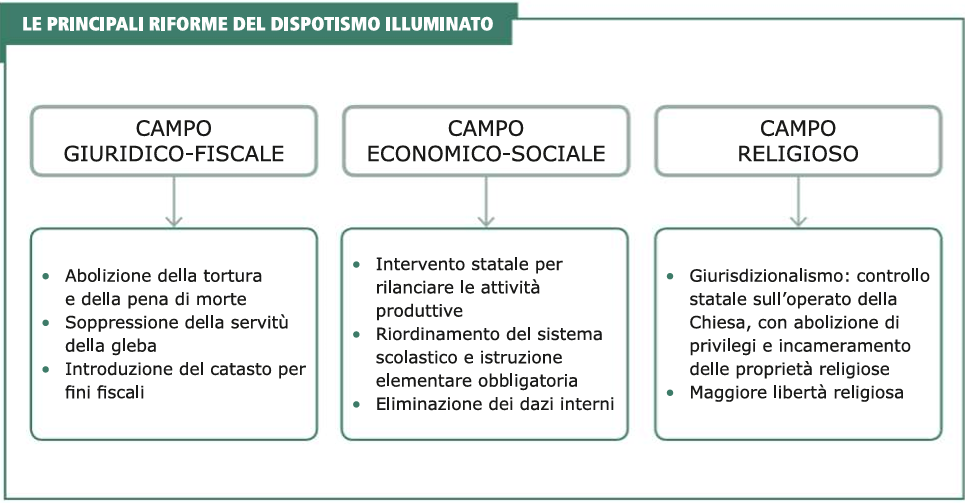 LE PRINCIPALI RIFORME DEL DISPOTISMO ILLUMINATO
CAMPO
GIURIDICO-FISCALE
• Abolizione della tortura
e della pena di morte
• Soppressione della servitù
della gleba
• Introduzione del catasto per
fini fiscali
CAMPO
ECONOMICO-SOCIALE
• Intervento statale per
rilanciare le attività
produttive
• Riordinamento del sistema
scolastico e istruzione
elementare obbligatoria
• Eliminazione dei dazi interni
CAMPO
RELIGIOSO
• Giurisdizionalismo: controllo
statale sull’operato della
Chiesa, con abolizione di
privilegi e incameramento
delle proprietà religiose
• Maggiore libertà religiosa